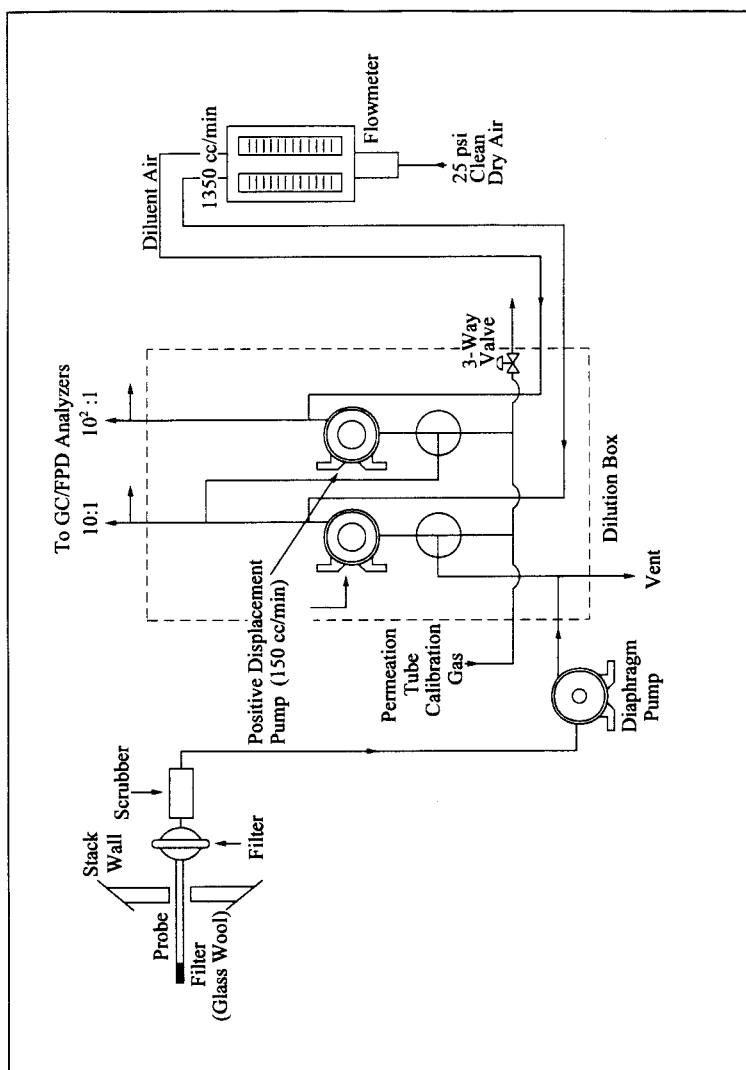 To GC/FPD Analyzers
10:1
10² :1
Diluent Air
1350 cc/min
Flowmeter
25 psi
Clean
Dry Air
3-Way
Valve
Dilution Box
Positive Displacement
Pump (150 cc/min)
Permeation
Tube
Calibration
Gas
Vent
Diaphragm
Pump
Stack
Wall
Scrubber
Probe
Filter
Filter
(Glass Wool)